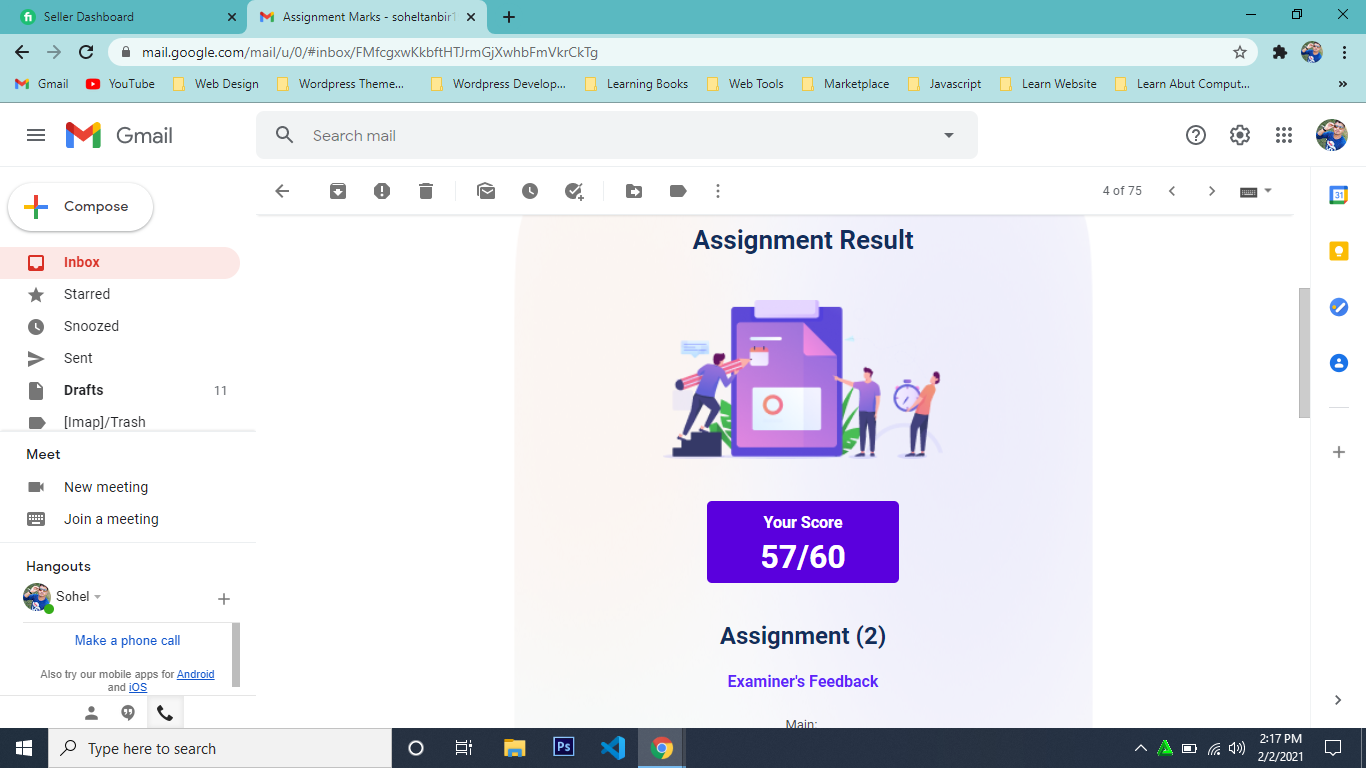 Seller Dashboard
Assignment Marks - soheltanbir1
mail.google.com/mail/u/0/#inbox/FMfcgxwKkbftHTJrmGjXwhbFmVkrCkTg
Gmail YouTube Web Design Wordpress Theme... Wordpress Develop... Learning Books Web Tools Marketplace Javascript Learn Website Learn Abut Comput... »
Gmail
Search mail
Compose
4 of 75
Inbox
Starred
Snoozed
Sent
Drafts 11
[Imap]/Trash
Meet
New meeting
Join a meeting
Hangouts
Sohel
Make a phone call
Also try our mobile apps for Android
and iOS
Assignment Result
Your Score
57/60
Assignment (2)
Examiner's Feedback
Main:
31
Type here to search
Ps
2:17 PM
2/2/2021